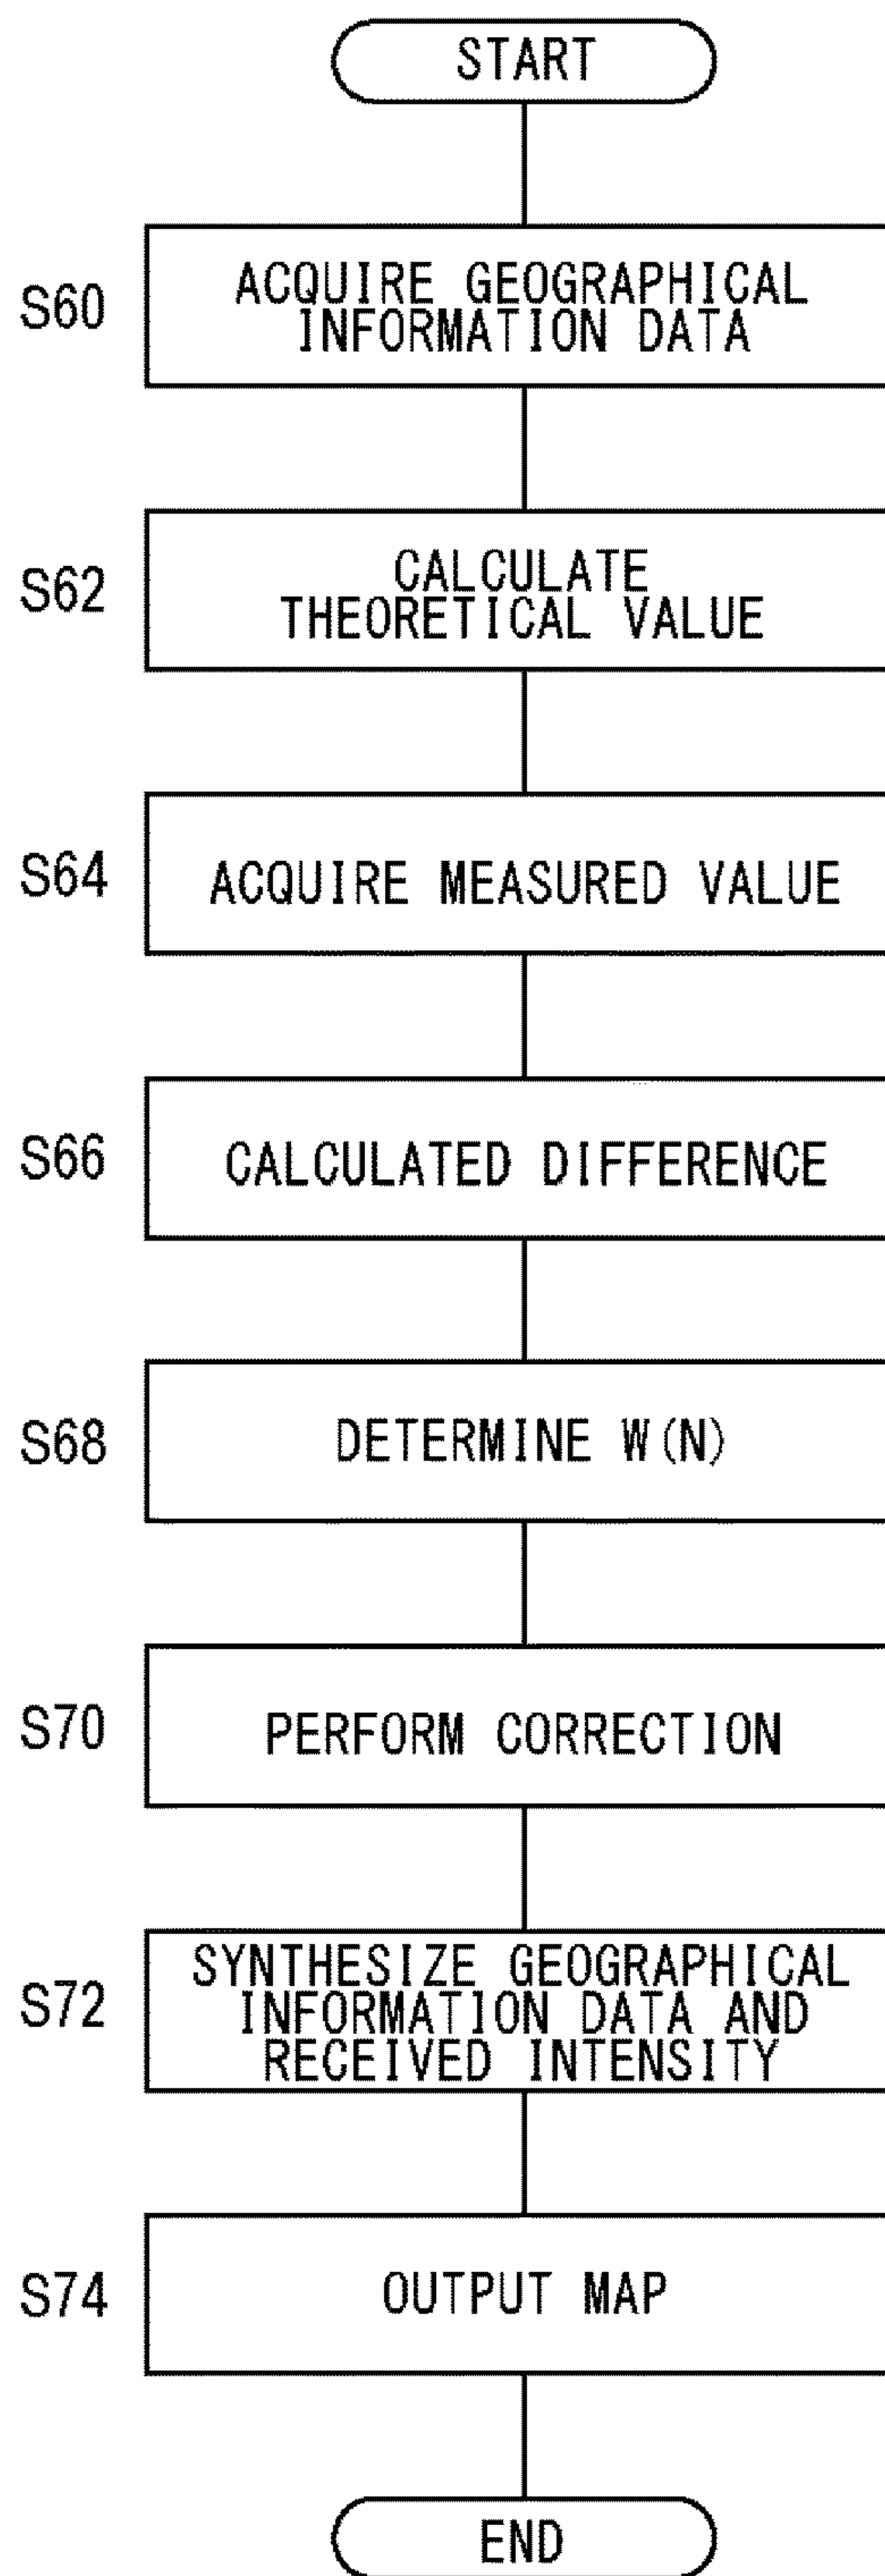 START
S60
ACQUIRE GEOGRAPHICAL
INFORMATION DATA
S62
CALCULATE
THEORETICAL VALUE
S64
ACQUIRE MEASURED VALUE
S66
CALCULATED DIFFERENCE
S68
DETERMINE W(N)
S70
PERFORM CORRECTION
S72
SYNTHESIZE GEOGRAPHICAL
INFORMATION DATA AND
RECEIVED INTENSITY
S74
OUTPUT MAP
END